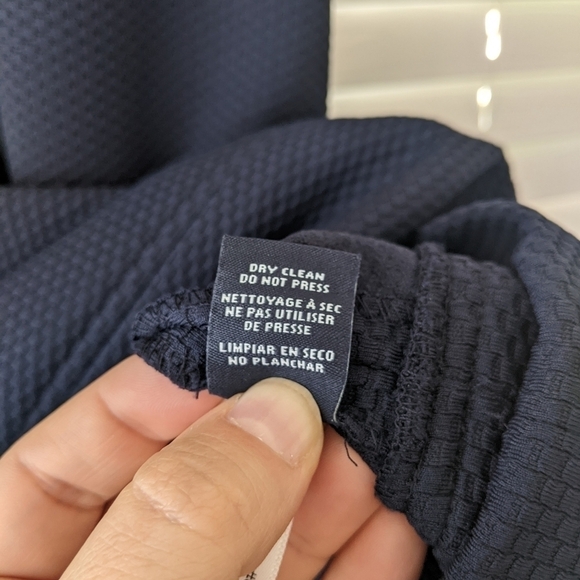 DRY CLEAN
DO NOT PRESS
NETTOYAGE À SEC
NE PAS UTILISER
DE PRESSE
LIMPIAR EN SECO
NO PLANCHAR